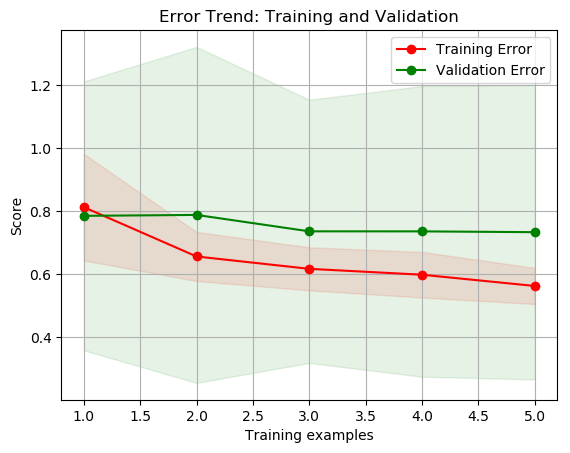 Error Trend: Training and Validation
Training Error
Validation Error
1.2
1.0
0.8
0.6
0.4
Score
1.0 1.5 2.0 2.5 3.0 3.5 4.0 4.5 5.0
Training examples